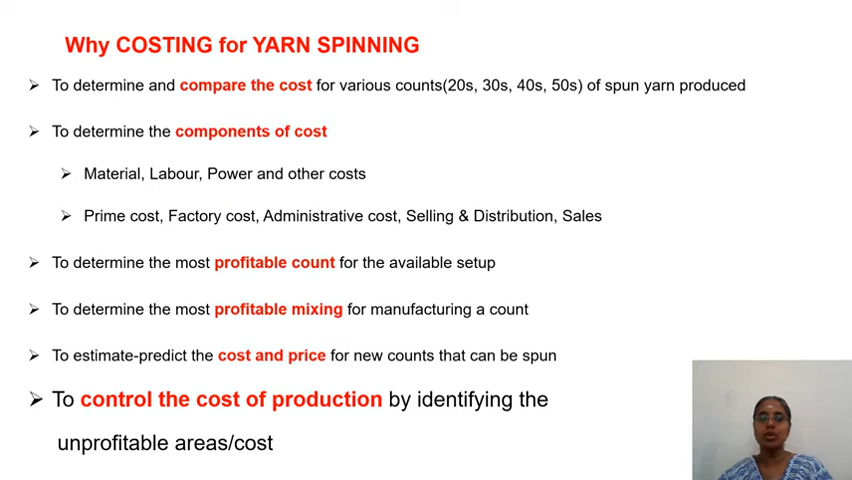 Why COSTING for YARN SPINNING
To determine and compare the cost for various counts(20s, 30s, 40s, 50s) of spun yarn produced
To determine the components of cost
Material, Labour, Power and other costs
Prime cost, Factory cost, Administrative cost, Selling & Distribution, Sales
To determine the most profitable count for the available setup
To determine the most profitable mixing for manufacturing a count
To estimate-predict the cost and price for new counts that can be spun
To control the cost of production by identifying the
unprofitable areas/cost